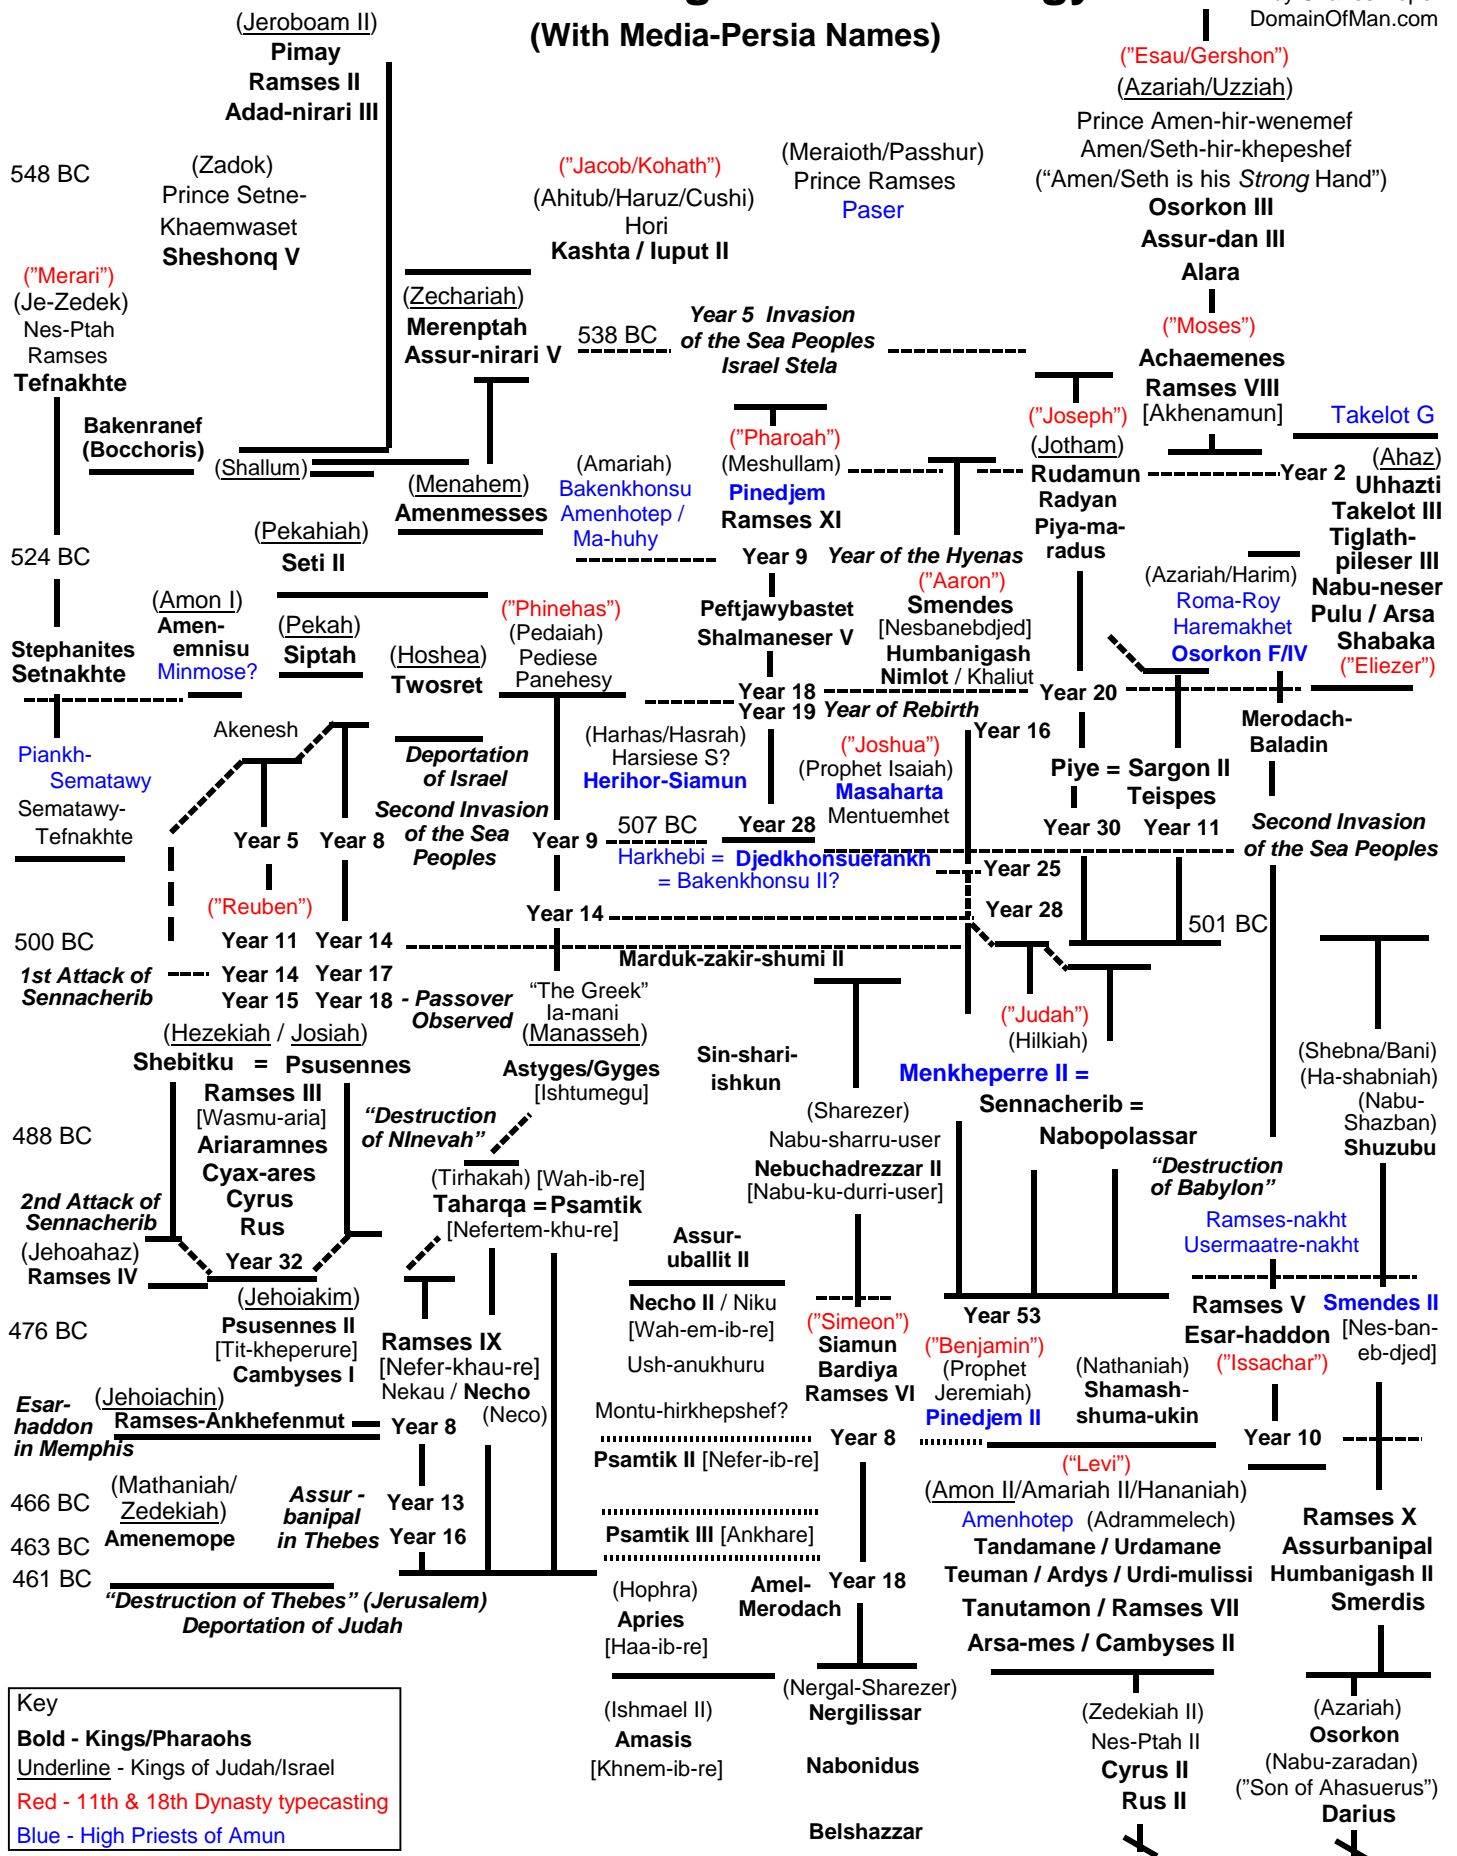 (With Media-Persia Names)
DomainOfMan.com
(Jeroboam II)
Pimay
Ramses II
Adad-nirari III
("Esau/Gershon")
(Azariah/Uzziah)
Prince Amen-hir-wenemef
Amen/Seth-hir-khepeshef
(“Amen/Seth is his Strong Hand”)
Osorkon III
Assur-dan III
Alara
548 BC
(Zadok)
Prince Setne-
Khaemwaset
Sheshonq V
("Jacob/Kohath")
(Ahitub/Haruz/Cushi)
Hori
Kashta / Iuput II
(Meraioth/Passhur)
Prince Ramses
Paser
("Merari")
(Je-Zedek)
Nes-Ptah
Ramses
Tefnakhte
(Zechariah)
Merenptah
Assur-nirari V
538 BC
Year 5 Invasion
of the Sea Peoples
Israel Stela
("Moses")
Achaemenes
Ramses VIII
[Akhenamun]
Bakenranef
(Bocchoris)
(Shallum)
(Menahem)
Amenmesses
(Amariah)
Bakenkhonsu
Amenhotep /
Ma-huhy
("Pharoah")
(Meshullam)
Pinedjem
Ramses XI
("Joseph")
(Jotham)
Rudamun
Radyan
Piya-ma-
radus
Takelot G
Year 2
(Ahaz)
Uhhazti
Takelot III
Tiglath-
pileser III
Nabu-neser
Pulu / Arsa
Shabaka
("Eliezer")
(Pekahiah)
Seti II
524 BC
Year 9
Year of the Hyenas
("Aaron")
Smendes
[Nesbanebdjed]
Humbanigash
Nimlot / Khaliut
(Azariah/Harim)
Roma-Roy
Haremakhet
Osorkon F/IV
Stephanites
Setnakhte
(Amon I)
Amen-
emnisu
Minmose?
(Pekah)
Siptah
(Hoshea)
Twosret
("Phinehas")
(Pedaiah)
Pediese
Panehesy
Peftjawybastet
Shalmaneser V
Year 18
Year 19
Year of Rebirth
Year 20
Year 16
Merodach-
Baladin
Piankh-
Sematawy
Sematawy-
Tefnakhte
Akenesh
Deportation
of Israel
Second Invasion
of the Sea
Peoples
(Harhas/Hasrah)
Harsiese S?
Herihor-Siamun
("Joshua")
(Prophet Isaiah)
Masaharta
Mentuemhet
Piye = Sargon II
Teispes
Year 5
Year 8
Year 9
507 BC
Year 28
Year 30
Year 11
Second Invasion
of the Sea Peoples
Harkhebi = Djedkhonsuefankh
= Bakenkhonsu II?
Year 25
("Reuben")
Year 14
Year 28
501 BC
500 BC
Year 11
Year 14
Marduk-zakir-shumi II
1st Attack of
Sennacherib
Year 14
Year 17
Year 15
Year 18
- Passover
Observed
"The Greek"
Ia-mani
(Manasseh)
Astyges/Gyges
[Ishtumegu]
("Judah")
(Hilkiah)
(Hezekiah / Josiah)
Shebitku = Psusennes
Ramses III
[Wasmu-aria]
Ariaramnes
Cyax-ares
Cyrus
Rus
Sin-shari-
ishkun
Menkheperre II =
Sennacherib =
Nabopolassar
(Shebna/Bani)
(Ha-shabniah)
(Nabu-
Shazban)
Shuzubu
488 BC
“Destruction
of NInevah”
(Sharezer)
Nabu-sharru-user
Nebuchadrezzar II
[Nabu-ku-durri-user]
“Destruction
of Babylon”
2nd Attack of
Sennacherib
(Jehoahaz)
Ramses IV
(Tirhakah) [Wah-ib-re]
Taharqa = Psamtik
[Nefertem-khu-re]
Assur-
uballit II
Ramses-nakht
Usermaatre-nakht
Year 32
(Jehoiakim)
Psusennes II
[Tit-kheperure]
Cambyses I
476 BC
Ramses IX
[Nefer-khau-re]
Nekau / Necho
(Neco)
Necho II / Niku
[Wah-em-ib-re]
Ush-anukhuru
("Simeon")
Siamun
Bardiya
Ramses VI
Year 53
("Benjamin")
(Prophet
Jeremiah)
Pinedjem II
(Nathaniah)
Shamash-
shuma-ukin
Ramses V
Esar-haddon
("Issachar")
Smendes II
[Nes-ban-
eb-djed]
Esar-
haddon
in Memphis
(Jehoiachin)
Ramses-Ankhefenmut
Year 8
Montu-hirkhepshef?
Year 8
Year 10
Psamtik II [Nefer-ib-re]
("Levi")
(Amon II/Amariah II/Hananiah)
Amenhotep (Adrammelech)
Tandamane / Urdamane
Teuman / Ardys / Urdi-mulissi
Tanutamon / Ramses VII
Arsa-mes / Cambyses II
466 BC
(Mathaniah/
Zedekiah)
Amenemope
Assur -
banipal
in Thebes
Year 13
Year 16
Psamtik III [Ankhare]
Ramses X
Assurbanipal
Humbanigash II
Smerdis
463 BC
461 BC
“Destruction of Thebes” (Jerusalem)
Deportation of Judah
(Hophra)
Apries
[Haa-ib-re]
Amel-
Merodach
Year 18
(Ishmael II)
Amasis
[Khnem-ib-re]
(Nergal-Sharezer)
Nergilissar
Nabonidus
Belshazzar
(Zedekiah II)
Nes-Ptah II
Cyrus II
Rus II
(Azariah)
Osorkon
(Nabu-zaradan)
("Son of Ahasuerus")
Darius
Key
Bold - Kings/Pharaohs
Underline - Kings of Judah/Israel
Red - 11th & 18th Dynasty typecasting
Blue - High Priests of Amun